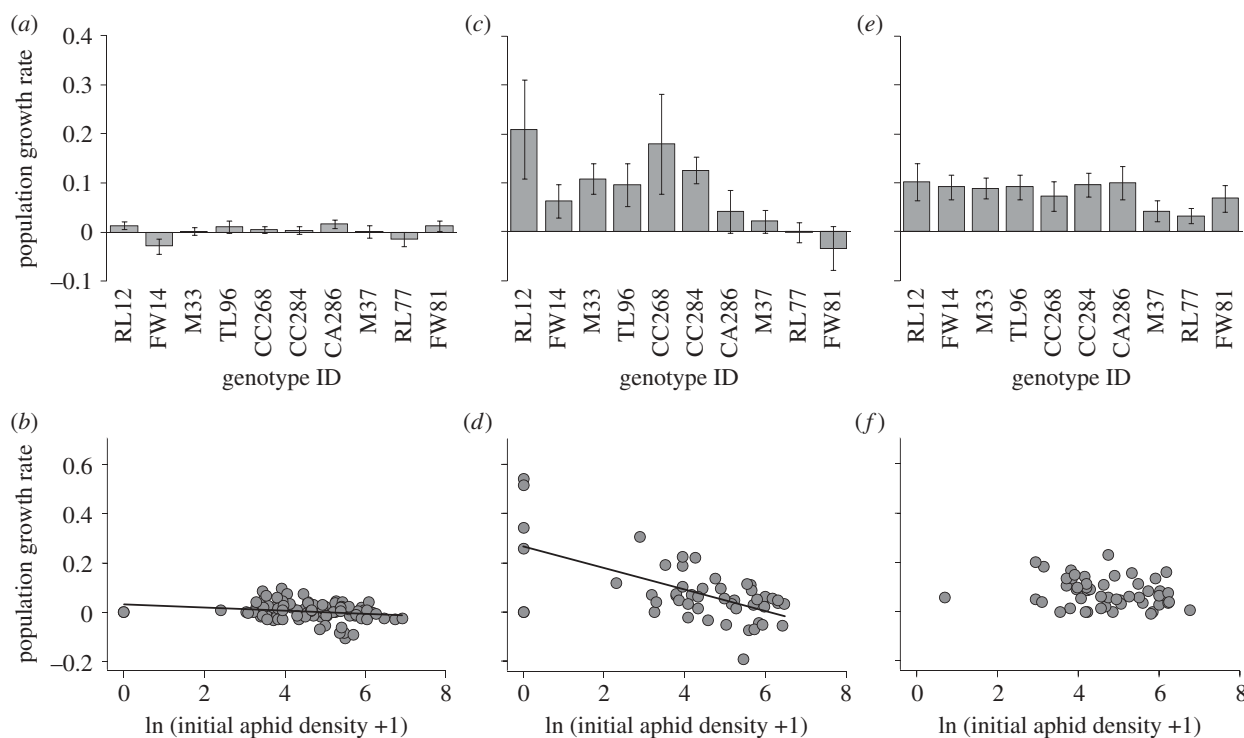 (a)
(c)
(e)
0.4
0.3
0.2
0.1
0
−0.1
population growth rate
RL12
FW14
M33
TL96
CC268
CC284
CA286
M37
RL77
FW81
RL12
FW14
M33
TL96
CC268
CC284
CA286
M37
RL77
FW81
RL12
FW14
M33
TL96
CC268
CC284
CA286
M37
RL77
FW81
genotype ID
genotype ID
genotype ID
(b)
(d)
(f)
0.6
0.4
0.2
0
−0.2
population growth rate
0 2 4 6 8
0 2 4 6 8
0 2 4 6 8
ln (initial aphid density +1)
ln (initial aphid density +1)
ln (initial aphid density +1)